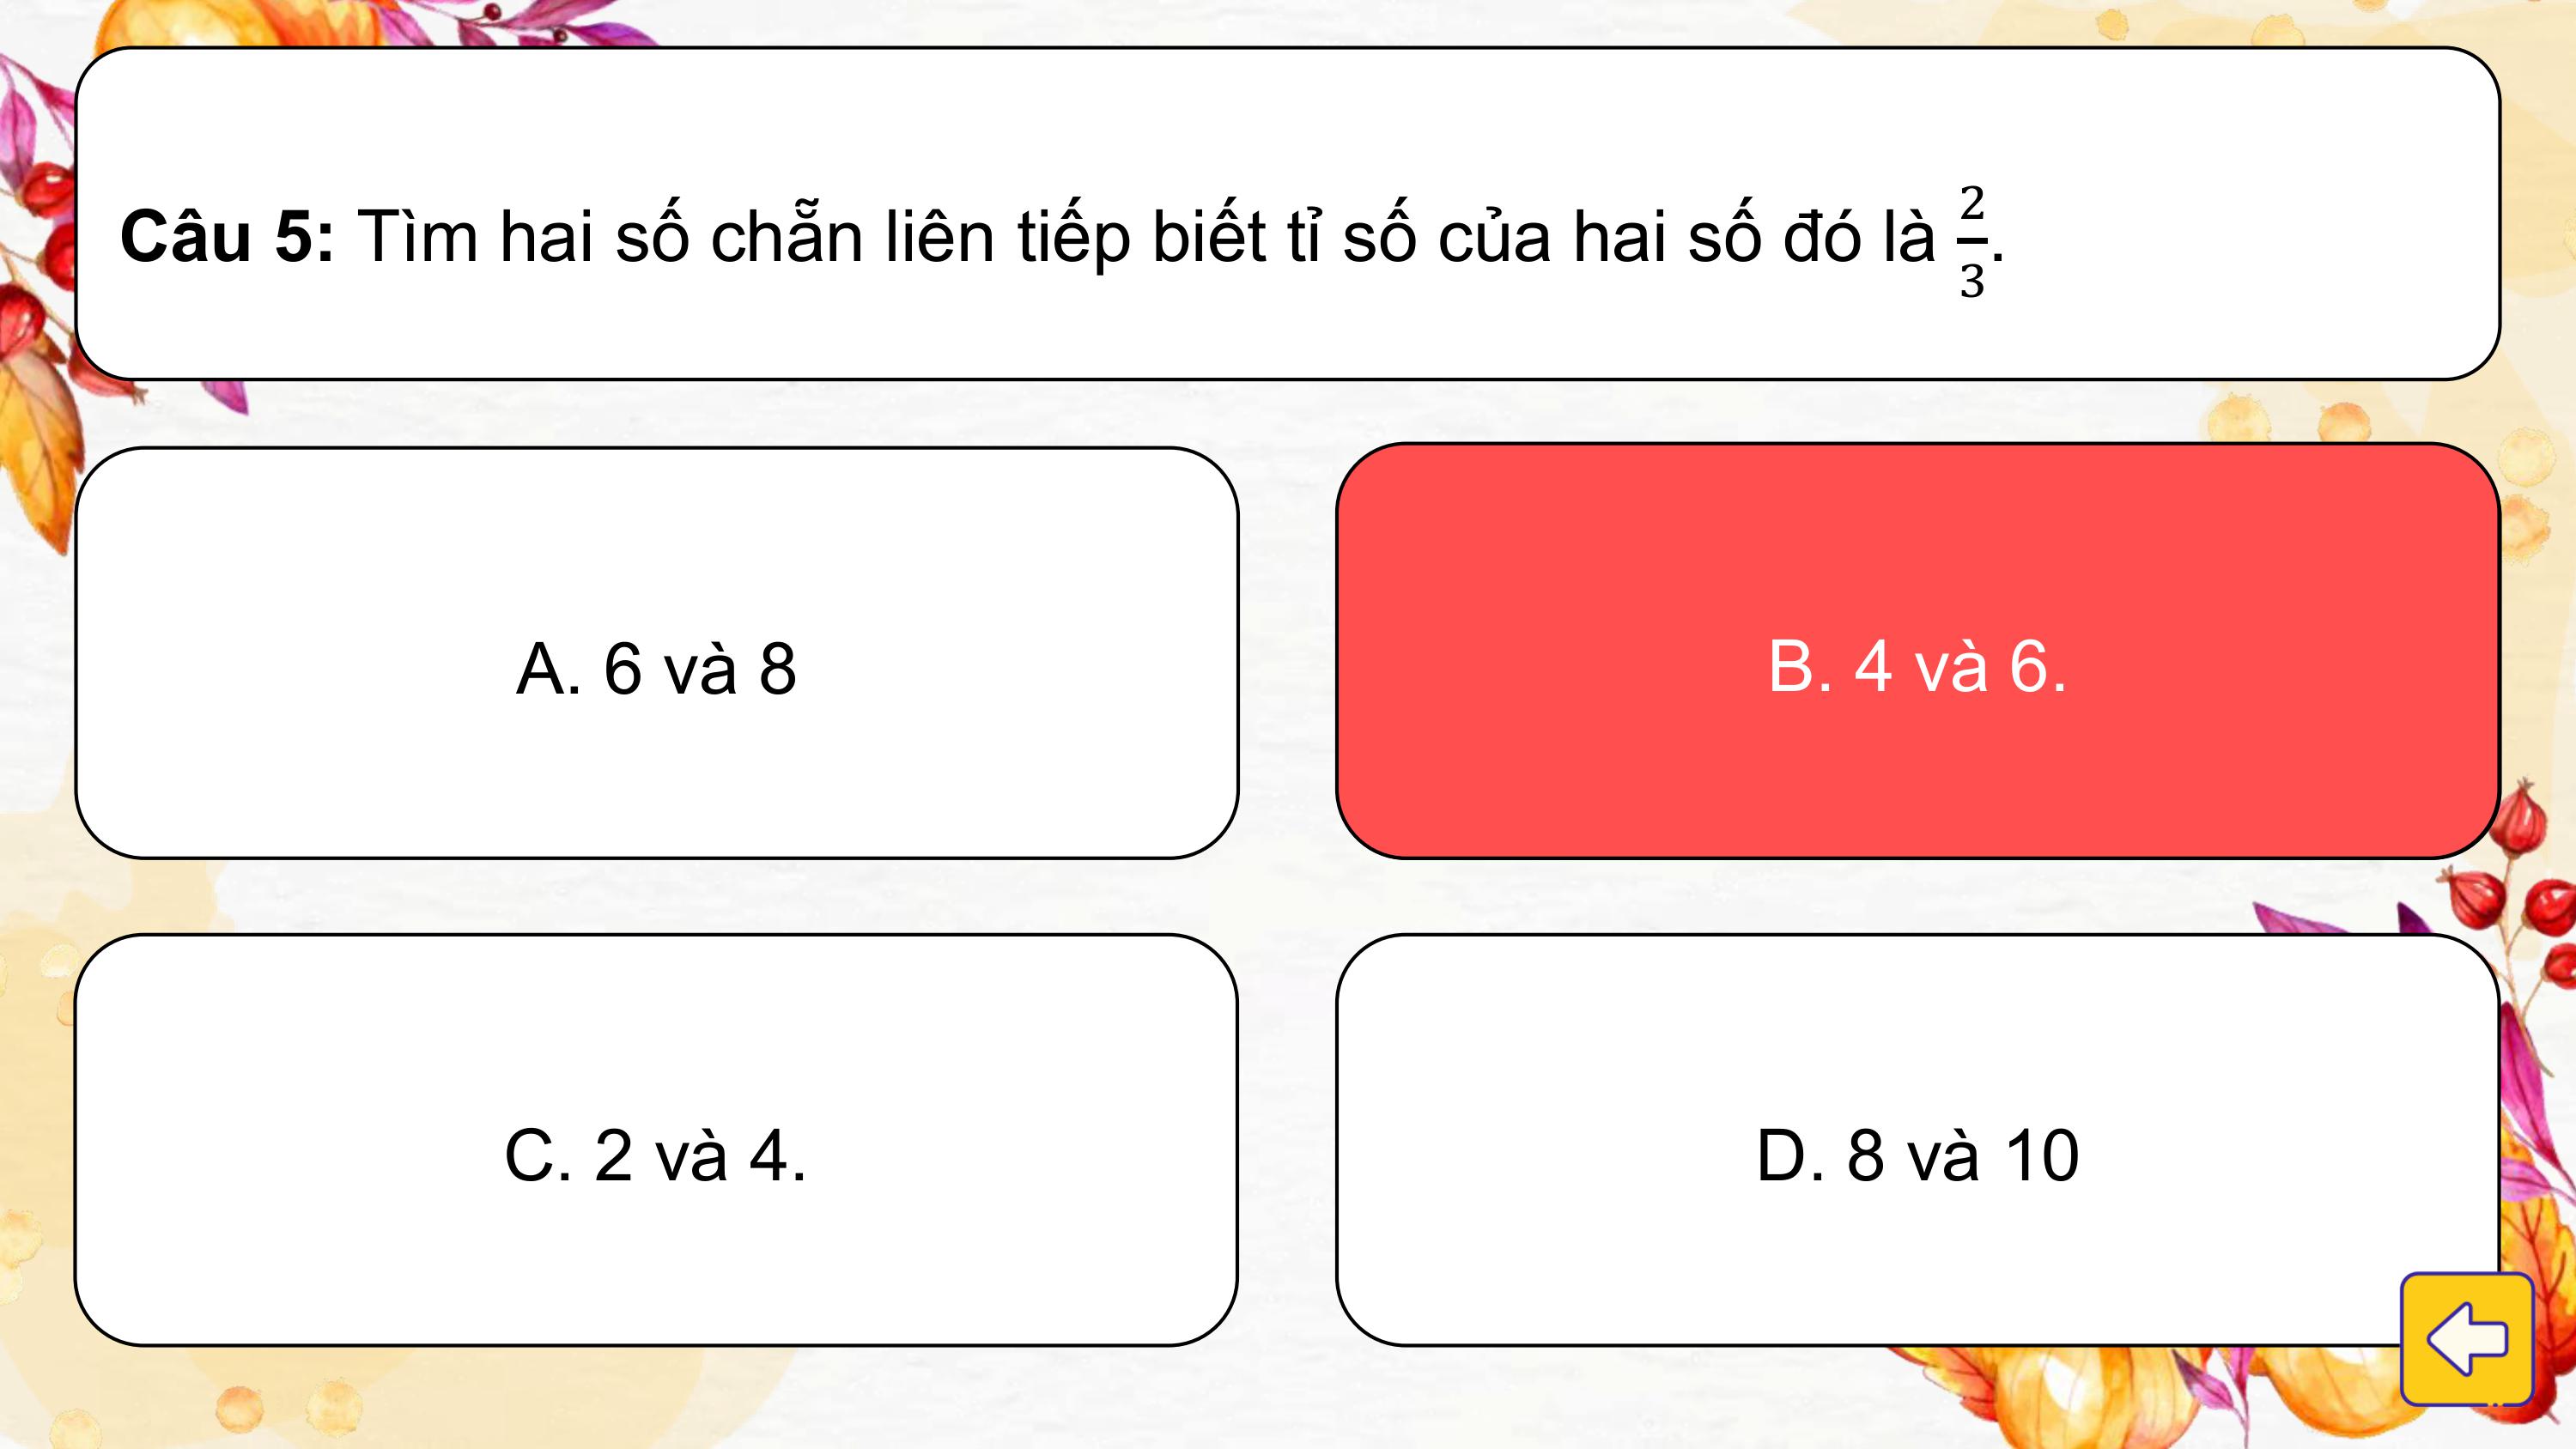 Câu 5: Tìm hai số chẵn liên tiếp biết tỉ số của hai số đó là 2/3.
A. 6 và 8
B. 4 và 6.
C. 2 và 4.
D. 8 và 10